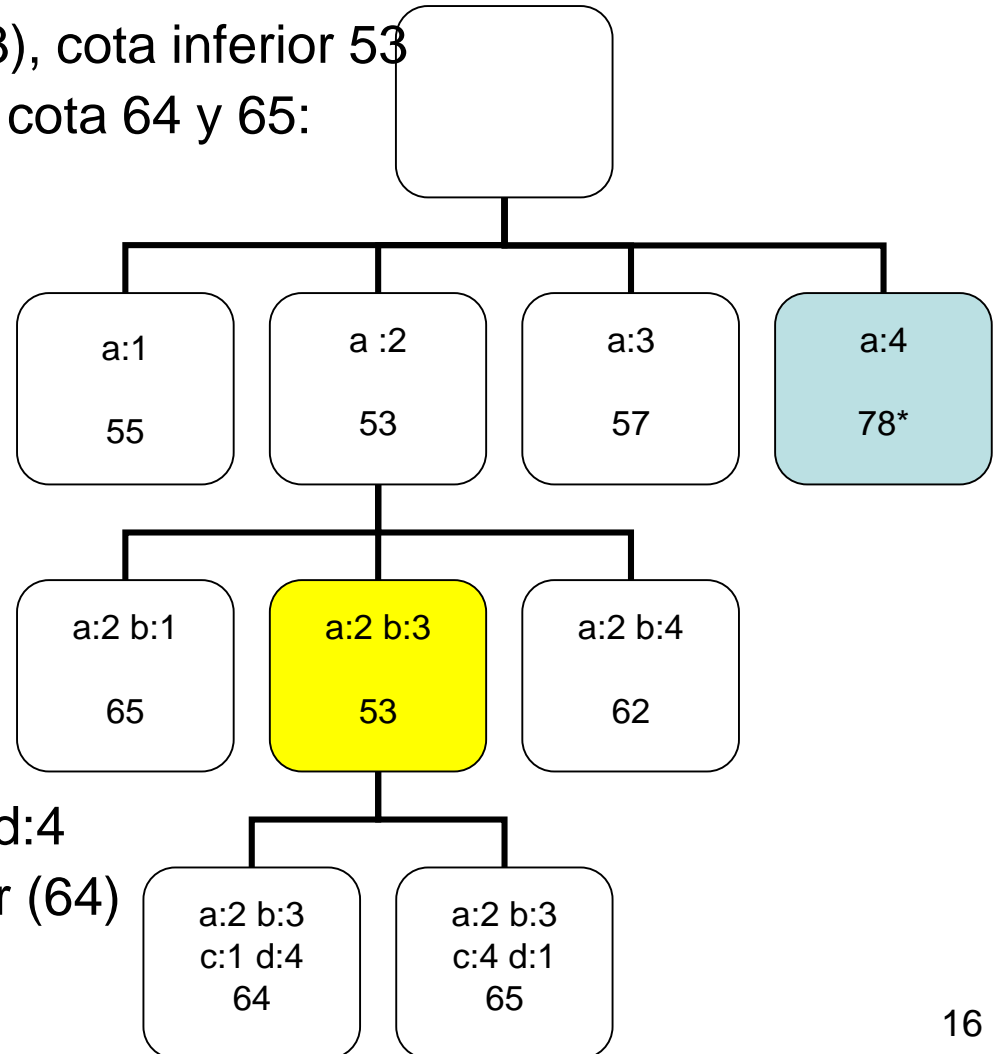 3), cota inferior 53
cota 64 y 65:
a:1
55
a :2
53
a:3
57
a:4
78*
a:2 b:1
65
a:2 b:3
53
a:2 b:4
62
d:4
r (64)
a:2 b:3
c:1 d:4
64
a:2 b:3
c:4 d:1
65
16